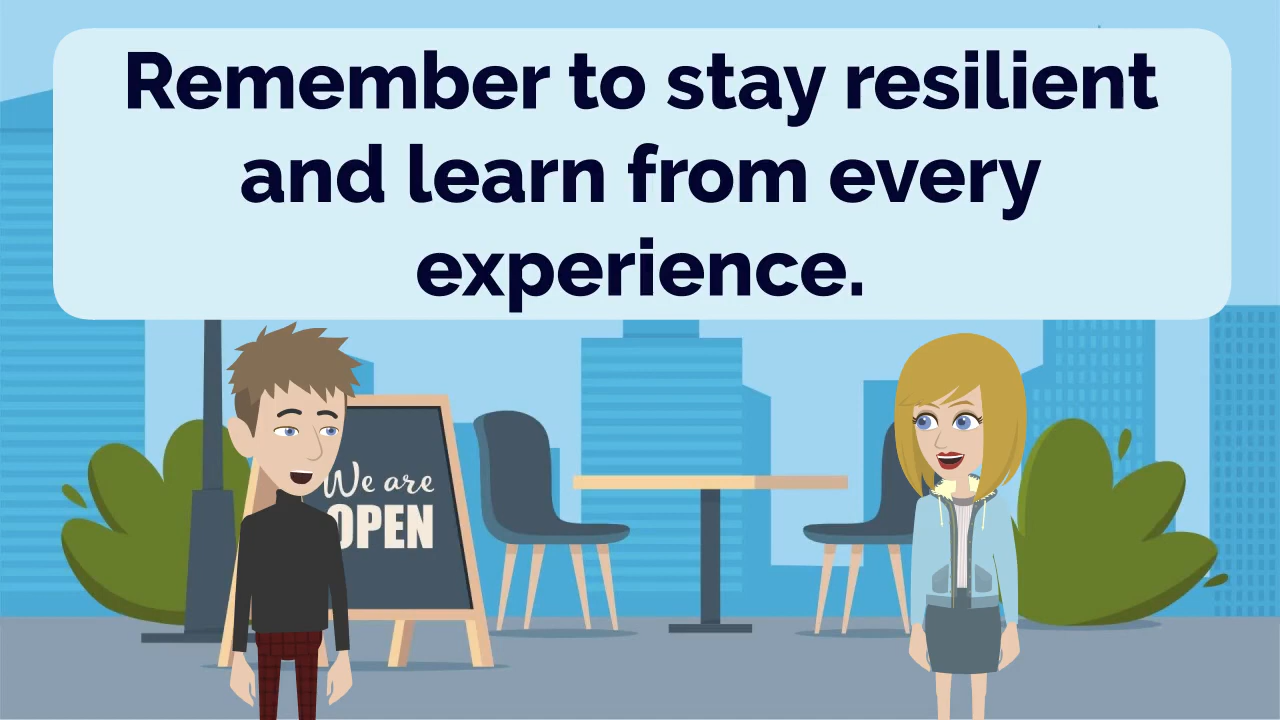 Remember to stay resilient
and learn from every
experience.
We are
OPEN